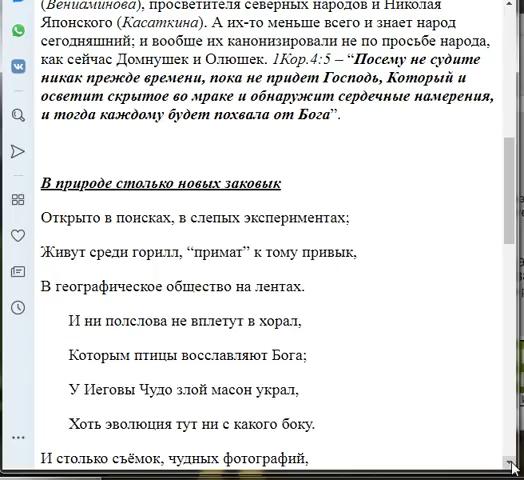 (Вениаминова), просветителя северных народов и Николая
Японского (Касаткина). А их-то меньше всего и знает народ
сегодняшний; и вообще их канонизировали не по просьбе народа,
как сейчас Домнушек и Олюшек. 1Кор.4:5 – “Посему не судите
никак прежде времени, пока не придет Господь, Который и
осветит скрытое во мраке и обнаружит сердечные намерения,
и тогда каждому будет похвала от Бога”.
В природе столько новых заковык
Открыто в поисках, в слепых экспериментах;
Живут среди горилл, “примат” к тому привык,
В географическое общество на лентах.
И ни полслова не вплетут в хорал,
Которым птицы восславляют Бога;
У Иеговы Чудо злой масон украл,
Хоть эволюция тут ни с какого боку.
И столько съёмок, чудных фотографий,